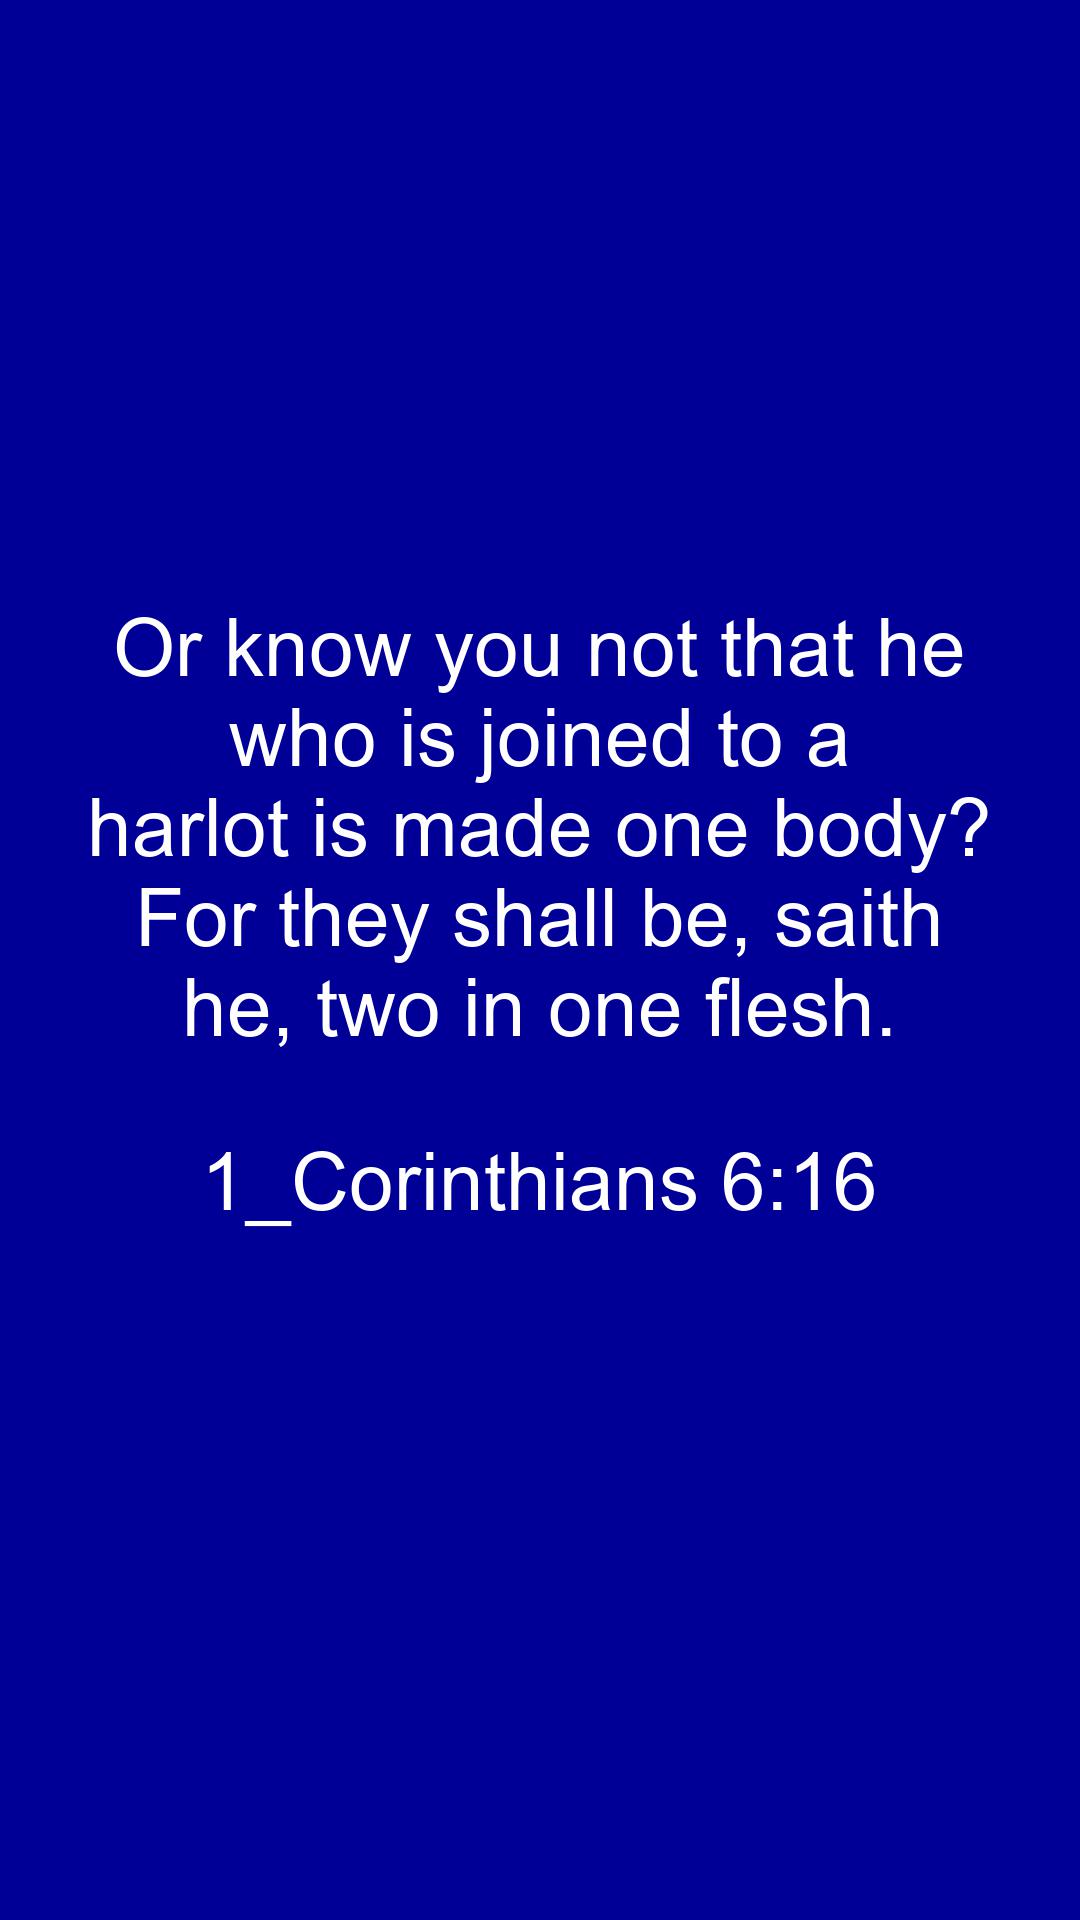 Or know you not that he
who is joined to a
harlot is made one body?
For they shall be, saith
he, two in one flesh.
1_Corinthians 6:16